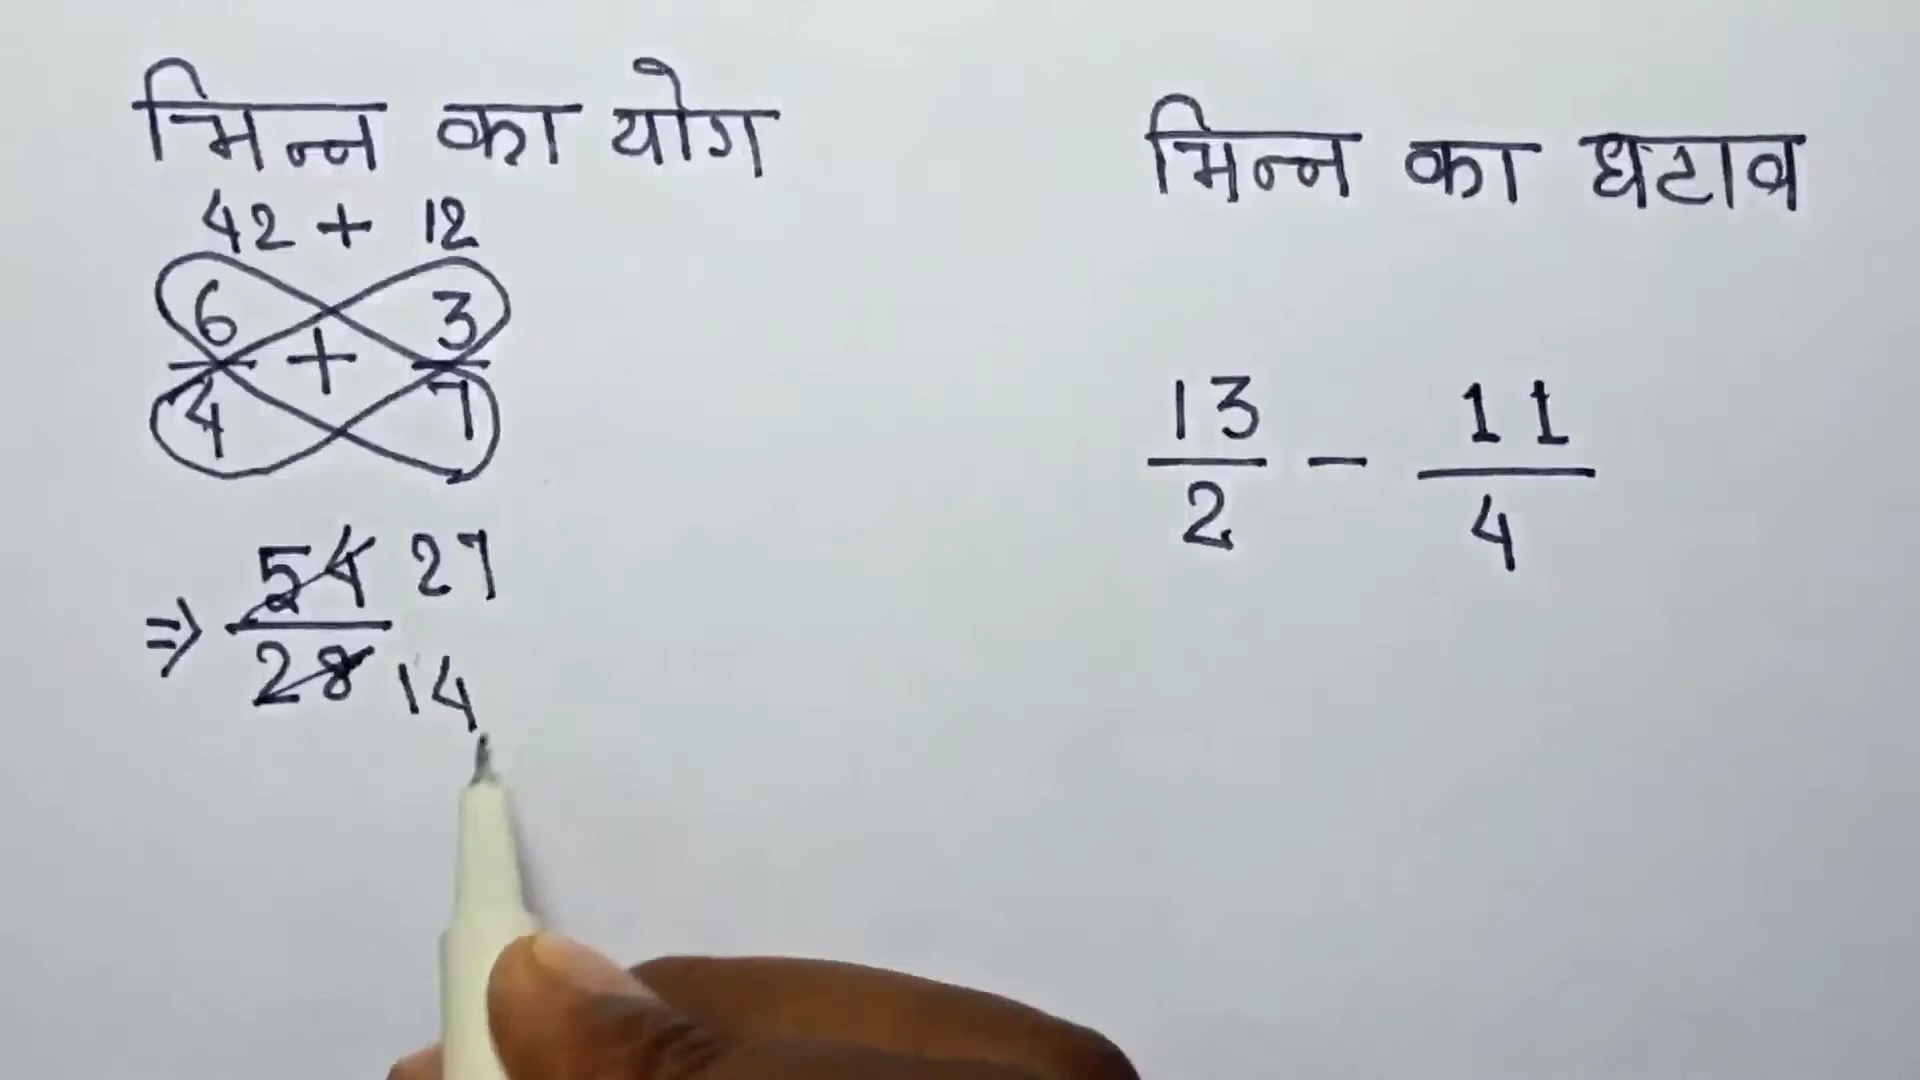 भिन्न का योग
42 + 12
6/4 + 3/7
⇒ 54/28 27/14
भिन्न का घटाव
13/2 - 11/4